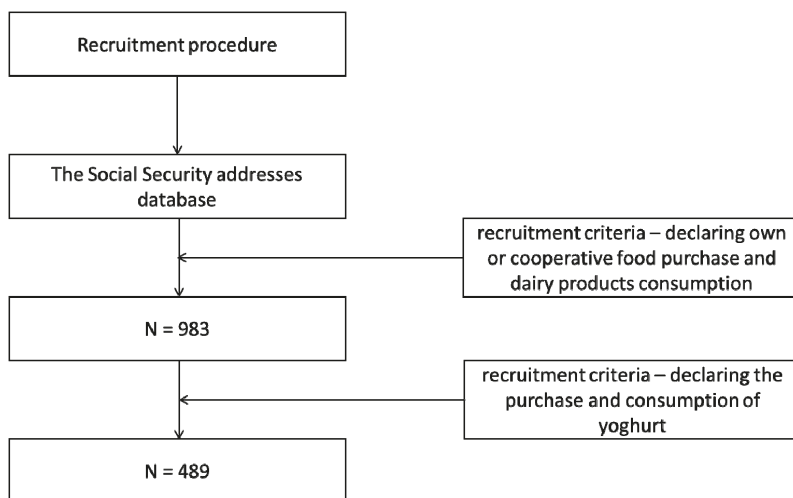 Recruitment procedure
The Social Security addresses
database
recruitment criteria – declaring own
or cooperative food purchase and
dairy products consumption
N = 983
recruitment criteria – declaring the
purchase and consumption of
yoghurt
N = 489